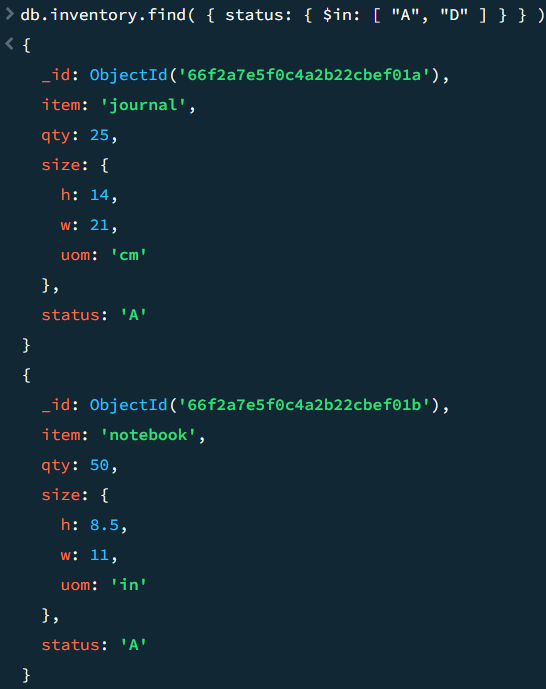 db.inventory.find( { status: { $in: [ "A", "D" ] } } )
{
  _id: ObjectId('66f2a7e5f0c4a2b22cbef01a'),
  item: 'journal',
  qty: 25,
  size: {
    h: 14,
    w: 21,
    uom: 'cm'
  },
  status: 'A'
}
{
  _id: ObjectId('66f2a7e5f0c4a2b22cbef01b'),
  item: 'notebook',
  qty: 50,
  size: {
    h: 8.5,
    w: 11,
    uom: 'in'
  },
  status: 'A'
}